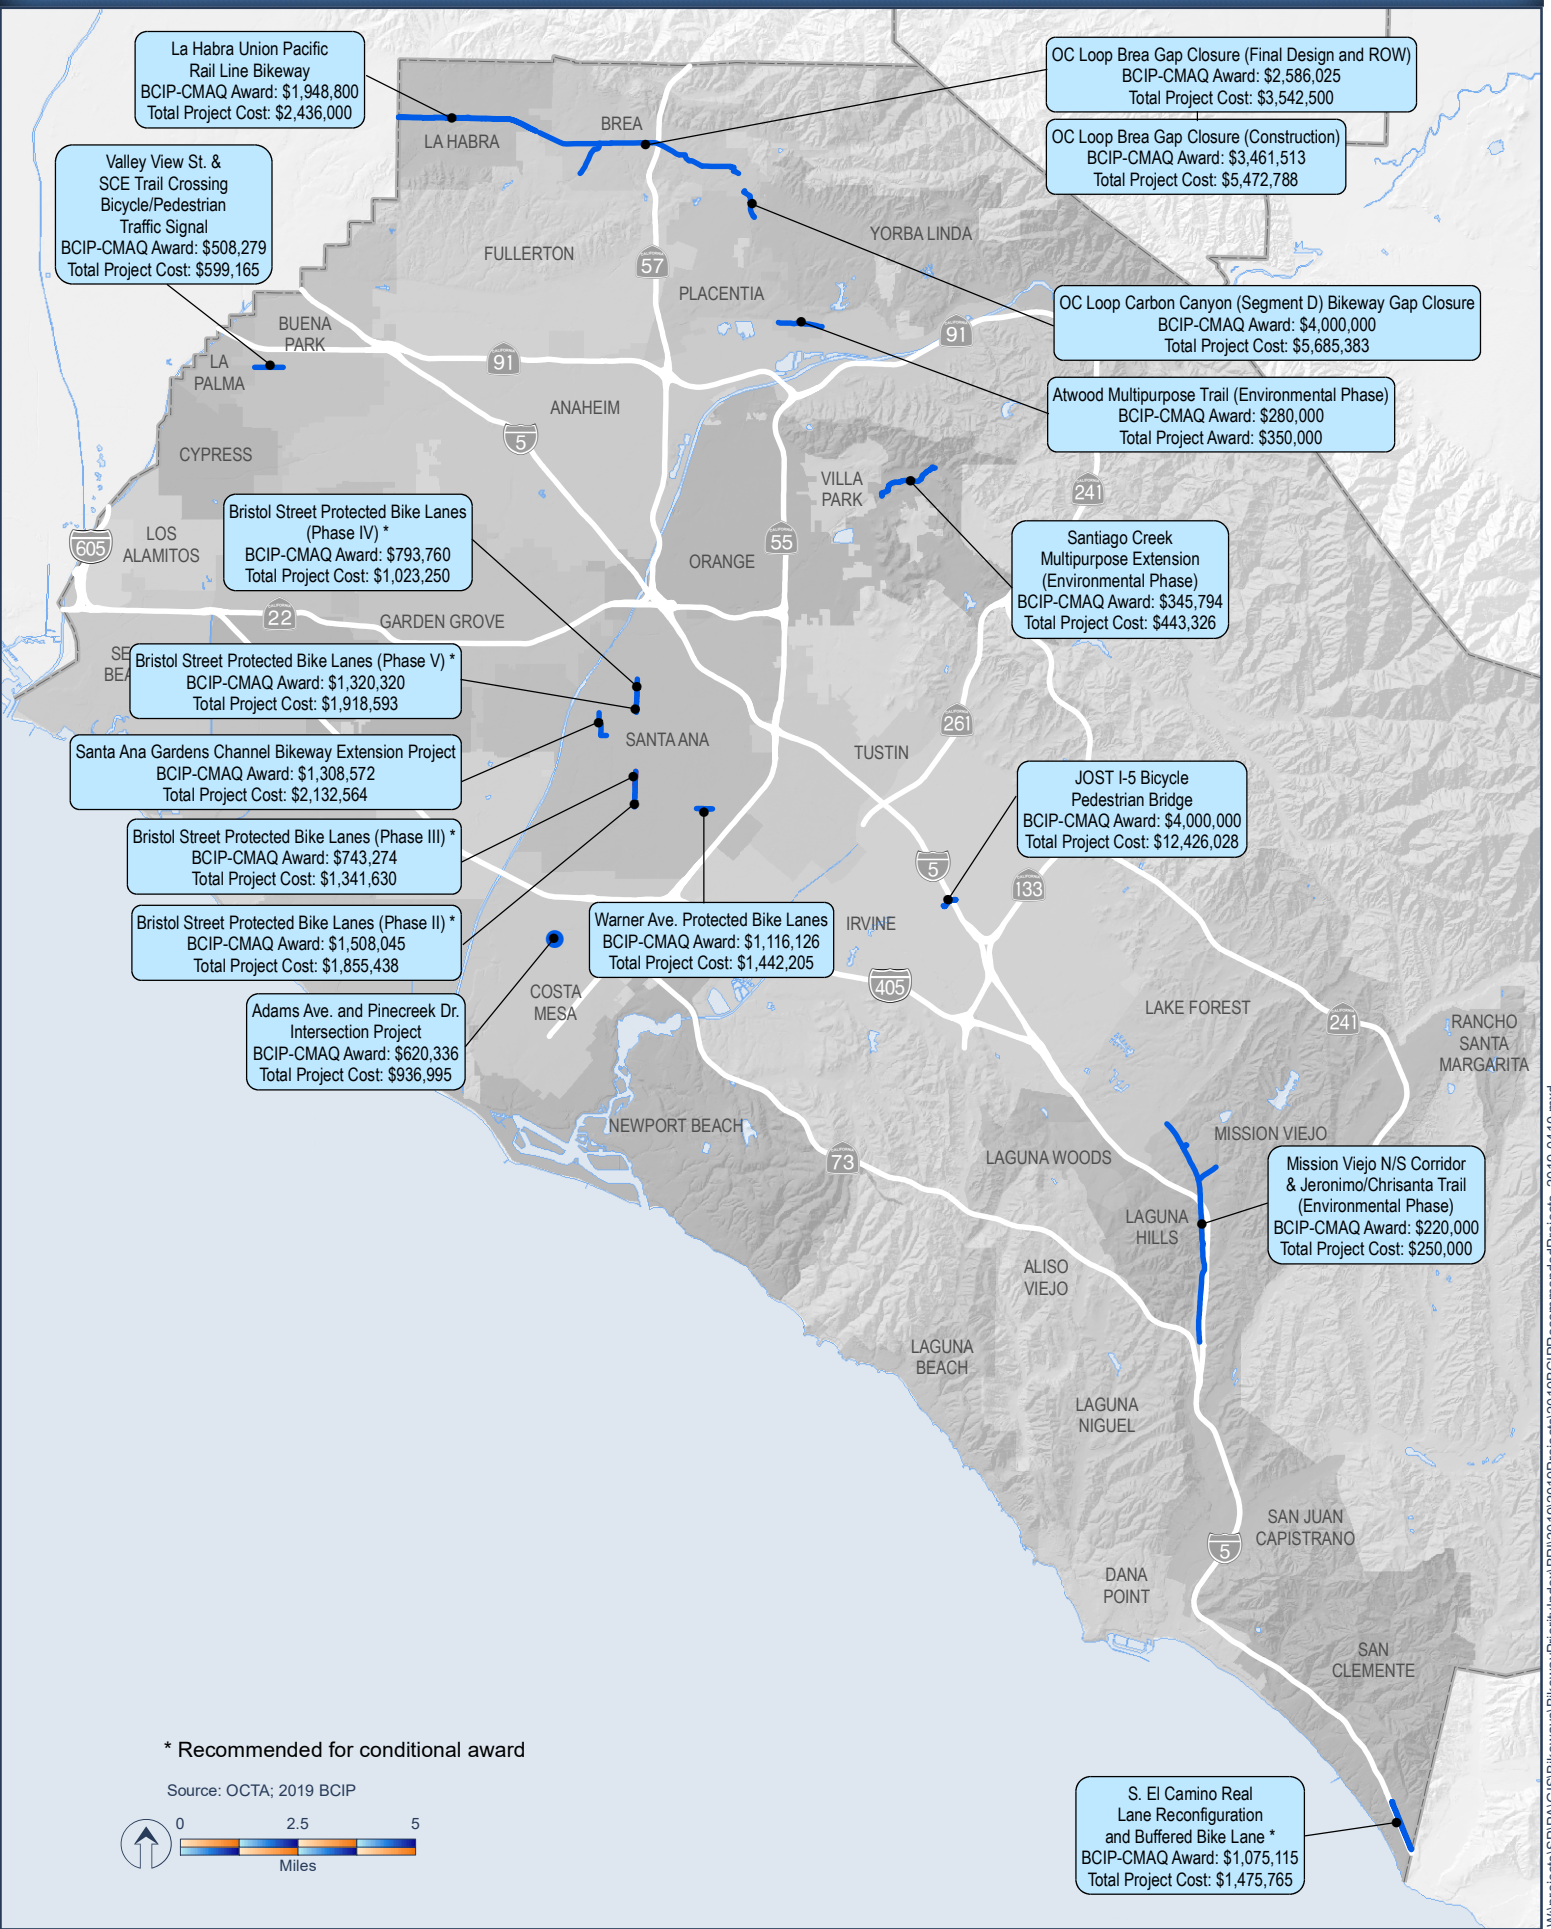 La Habra Union Pacific
Rail Line Bikeway
BCIP-CMAQ Award: $1,948,800
Total Project Cost: $2,436,000
OC Loop Brea Gap Closure (Final Design and ROW)
BCIP-CMAQ Award: $2,586,025
Total Project Cost: $3,542,500
OC Loop Brea Gap Closure (Construction)
BCIP-CMAQ Award: $3,461,513
Total Project Cost: $5,472,788
BREA
LA HABRA
Valley View St. &
SCE Trail Crossing
Bicycle/Pedestrian
Traffic Signal
BCIP-CMAQ Award: $508,279
Total Project Cost: $599,165
YORBA LINDA
FULLERTON
57
PLACENTIA
OC Loop Carbon Canyon (Segment D) Bikeway Gap Closure
BCIP-CMAQ Award: $4,000,000
Total Project Cost: $5,685,383
BUENA
PARK
91
91
LA
PALMA
Atwood Multipurpose Trail (Environmental Phase)
BCIP-CMAQ Award: $280,000
Total Project Award: $350,000
ANAHEIM
5
CYPRESS
VILLA
PARK
241
Bristol Street Protected Bike Lanes
(Phase IV) *
BCIP-CMAQ Award: $793,760
Total Project Cost: $1,023,250
LOS
ALAMITOS
605
55
ORANGE
Santiago Creek
Multipurpose Extension
(Environmental Phase)
BCIP-CMAQ Award: $345,794
Total Project Cost: $443,326
22
GARDEN GROVE
SE
BEA
Bristol Street Protected Bike Lanes (Phase V) *
BCIP-CMAQ Award: $1,320,320
Total Project Cost: $1,918,593
261
SANTA ANA
TUSTIN
Santa Ana Gardens Channel Bikeway Extension Project
BCIP-CMAQ Award: $1,308,572
Total Project Cost: $2,132,564
JOST I-5 Bicycle
Pedestrian Bridge
BCIP-CMAQ Award: $4,000,000
Total Project Cost: $12,426,028
Bristol Street Protected Bike Lanes (Phase III) *
BCIP-CMAQ Award: $743,274
Total Project Cost: $1,341,630
5
133
Bristol Street Protected Bike Lanes (Phase II) *
BCIP-CMAQ Award: $1,508,045
Total Project Cost: $1,855,438
Warner Ave. Protected Bike Lanes
BCIP-CMAQ Award: $1,116,126
Total Project Cost: $1,442,205
IRVINE
405
COSTA
MESA
Adams Ave. and Pinecreek Dr.
Intersection Project
BCIP-CMAQ Award: $620,336
Total Project Cost: $936,995
LAKE FOREST
241
RANCHO
SANTA
MARGARITA
NEWPORT BEACH
MISSION VIEJO
73
LAGUNA WOODS
Mission Viejo N/S Corridor
& Jeronimo/Chrisanta Trail
(Environmental Phase)
BCIP-CMAQ Award: $220,000
Total Project Cost: $250,000
LAGUNA
HILLS
ALISO
VIEJO
LAGUNA
BEACH
LAGUNA
NIGUEL
SAN JUAN
CAPISTRANO
5
DANA
POINT
SAN
CLEMENTE
* Recommended for conditional award
Source: OCTA; 2019 BCIP
0 2.5 5
Miles
S. El Camino Real
Lane Reconfiguration
and Buffered Bike Lane *
BCIP-CMAQ Award: $1,075,115
Total Project Cost: $1,475,765